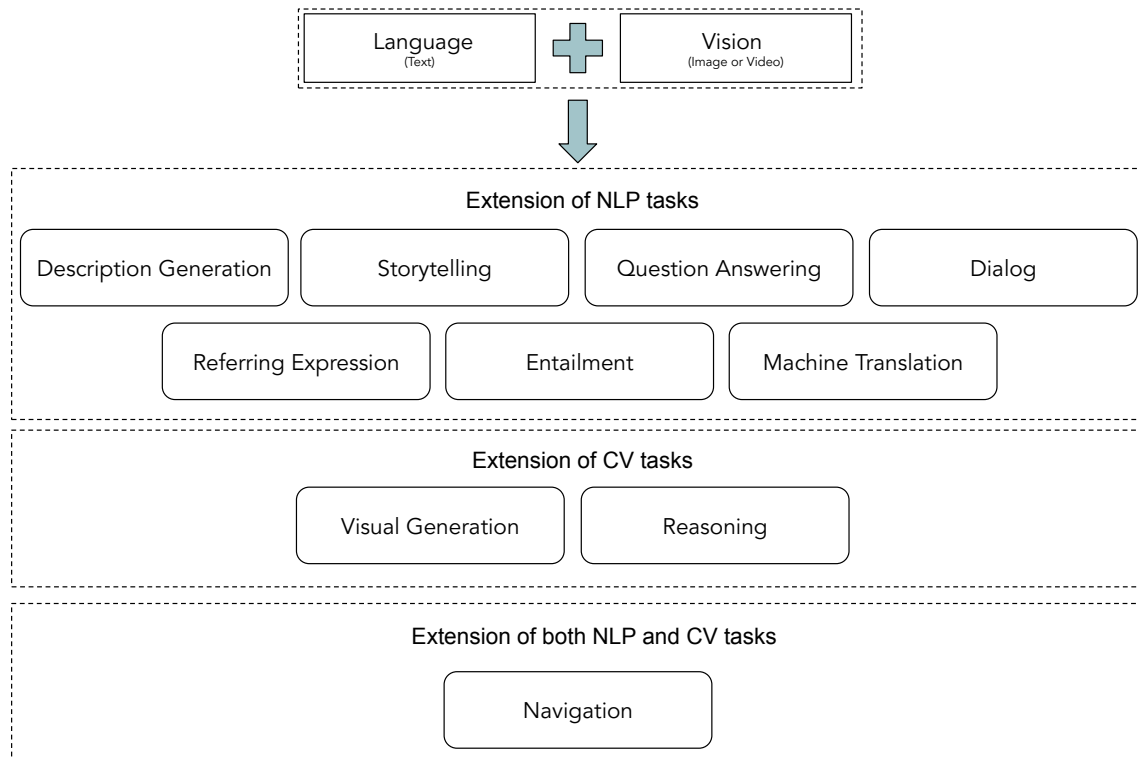 Language
(Text)
Vision
(Image or Video)
Extension of NLP tasks
Description Generation
Storytelling
Question Answering
Dialog
Referring Expression
Entailment
Machine Translation
Extension of CV tasks
Visual Generation
Reasoning
Extension of both NLP and CV tasks
Navigation